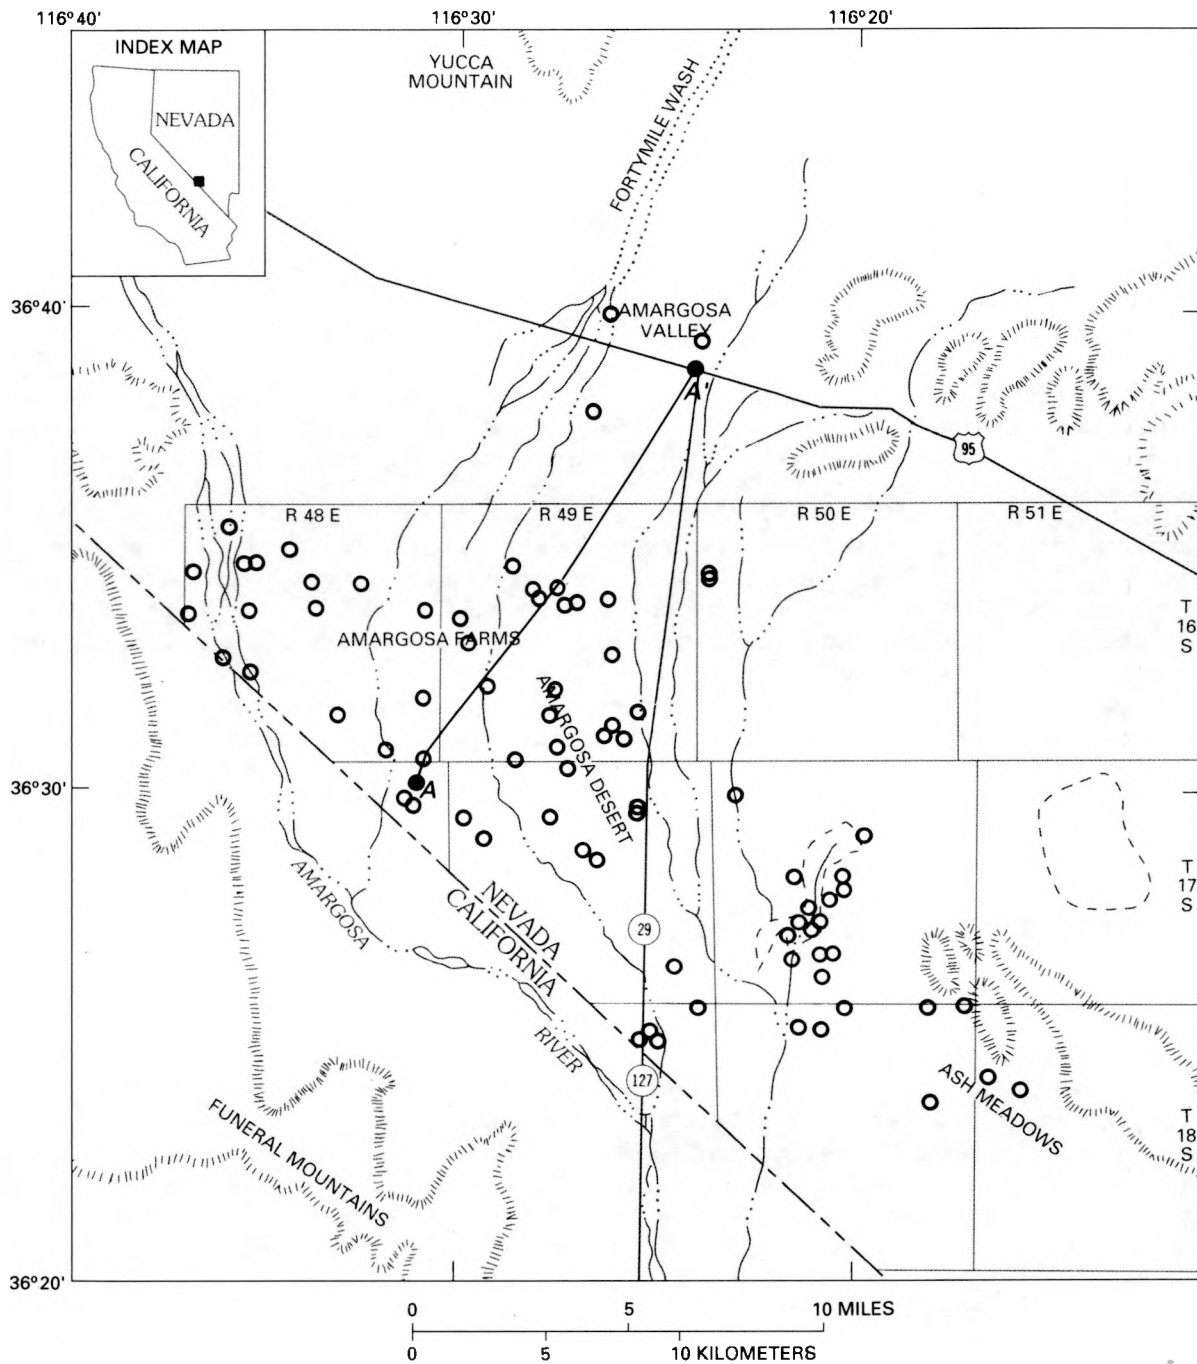 116°40'
116°30'
116°20'
INDEX MAP
NEVADA
CALIFORNIA
YUCCA
MOUNTAIN
FORTYMILE WASH
36°40'
AMARGOSA
VALLEY
A'
95
R 48 E
R 49 E
R 50 E
R 51 E
T
16
S
AMARGOSA FARMS
AMARGOSA DESERT
36°30'
A
T
17
S
NEVADA
CALIFORNIA
AMARGOSA
RIVER
29
127
ASH MEADOWS
T
18
S
FUNERAL MOUNTAINS
36°20'
0 5 10 MILES
0 5 10 KILOMETERS